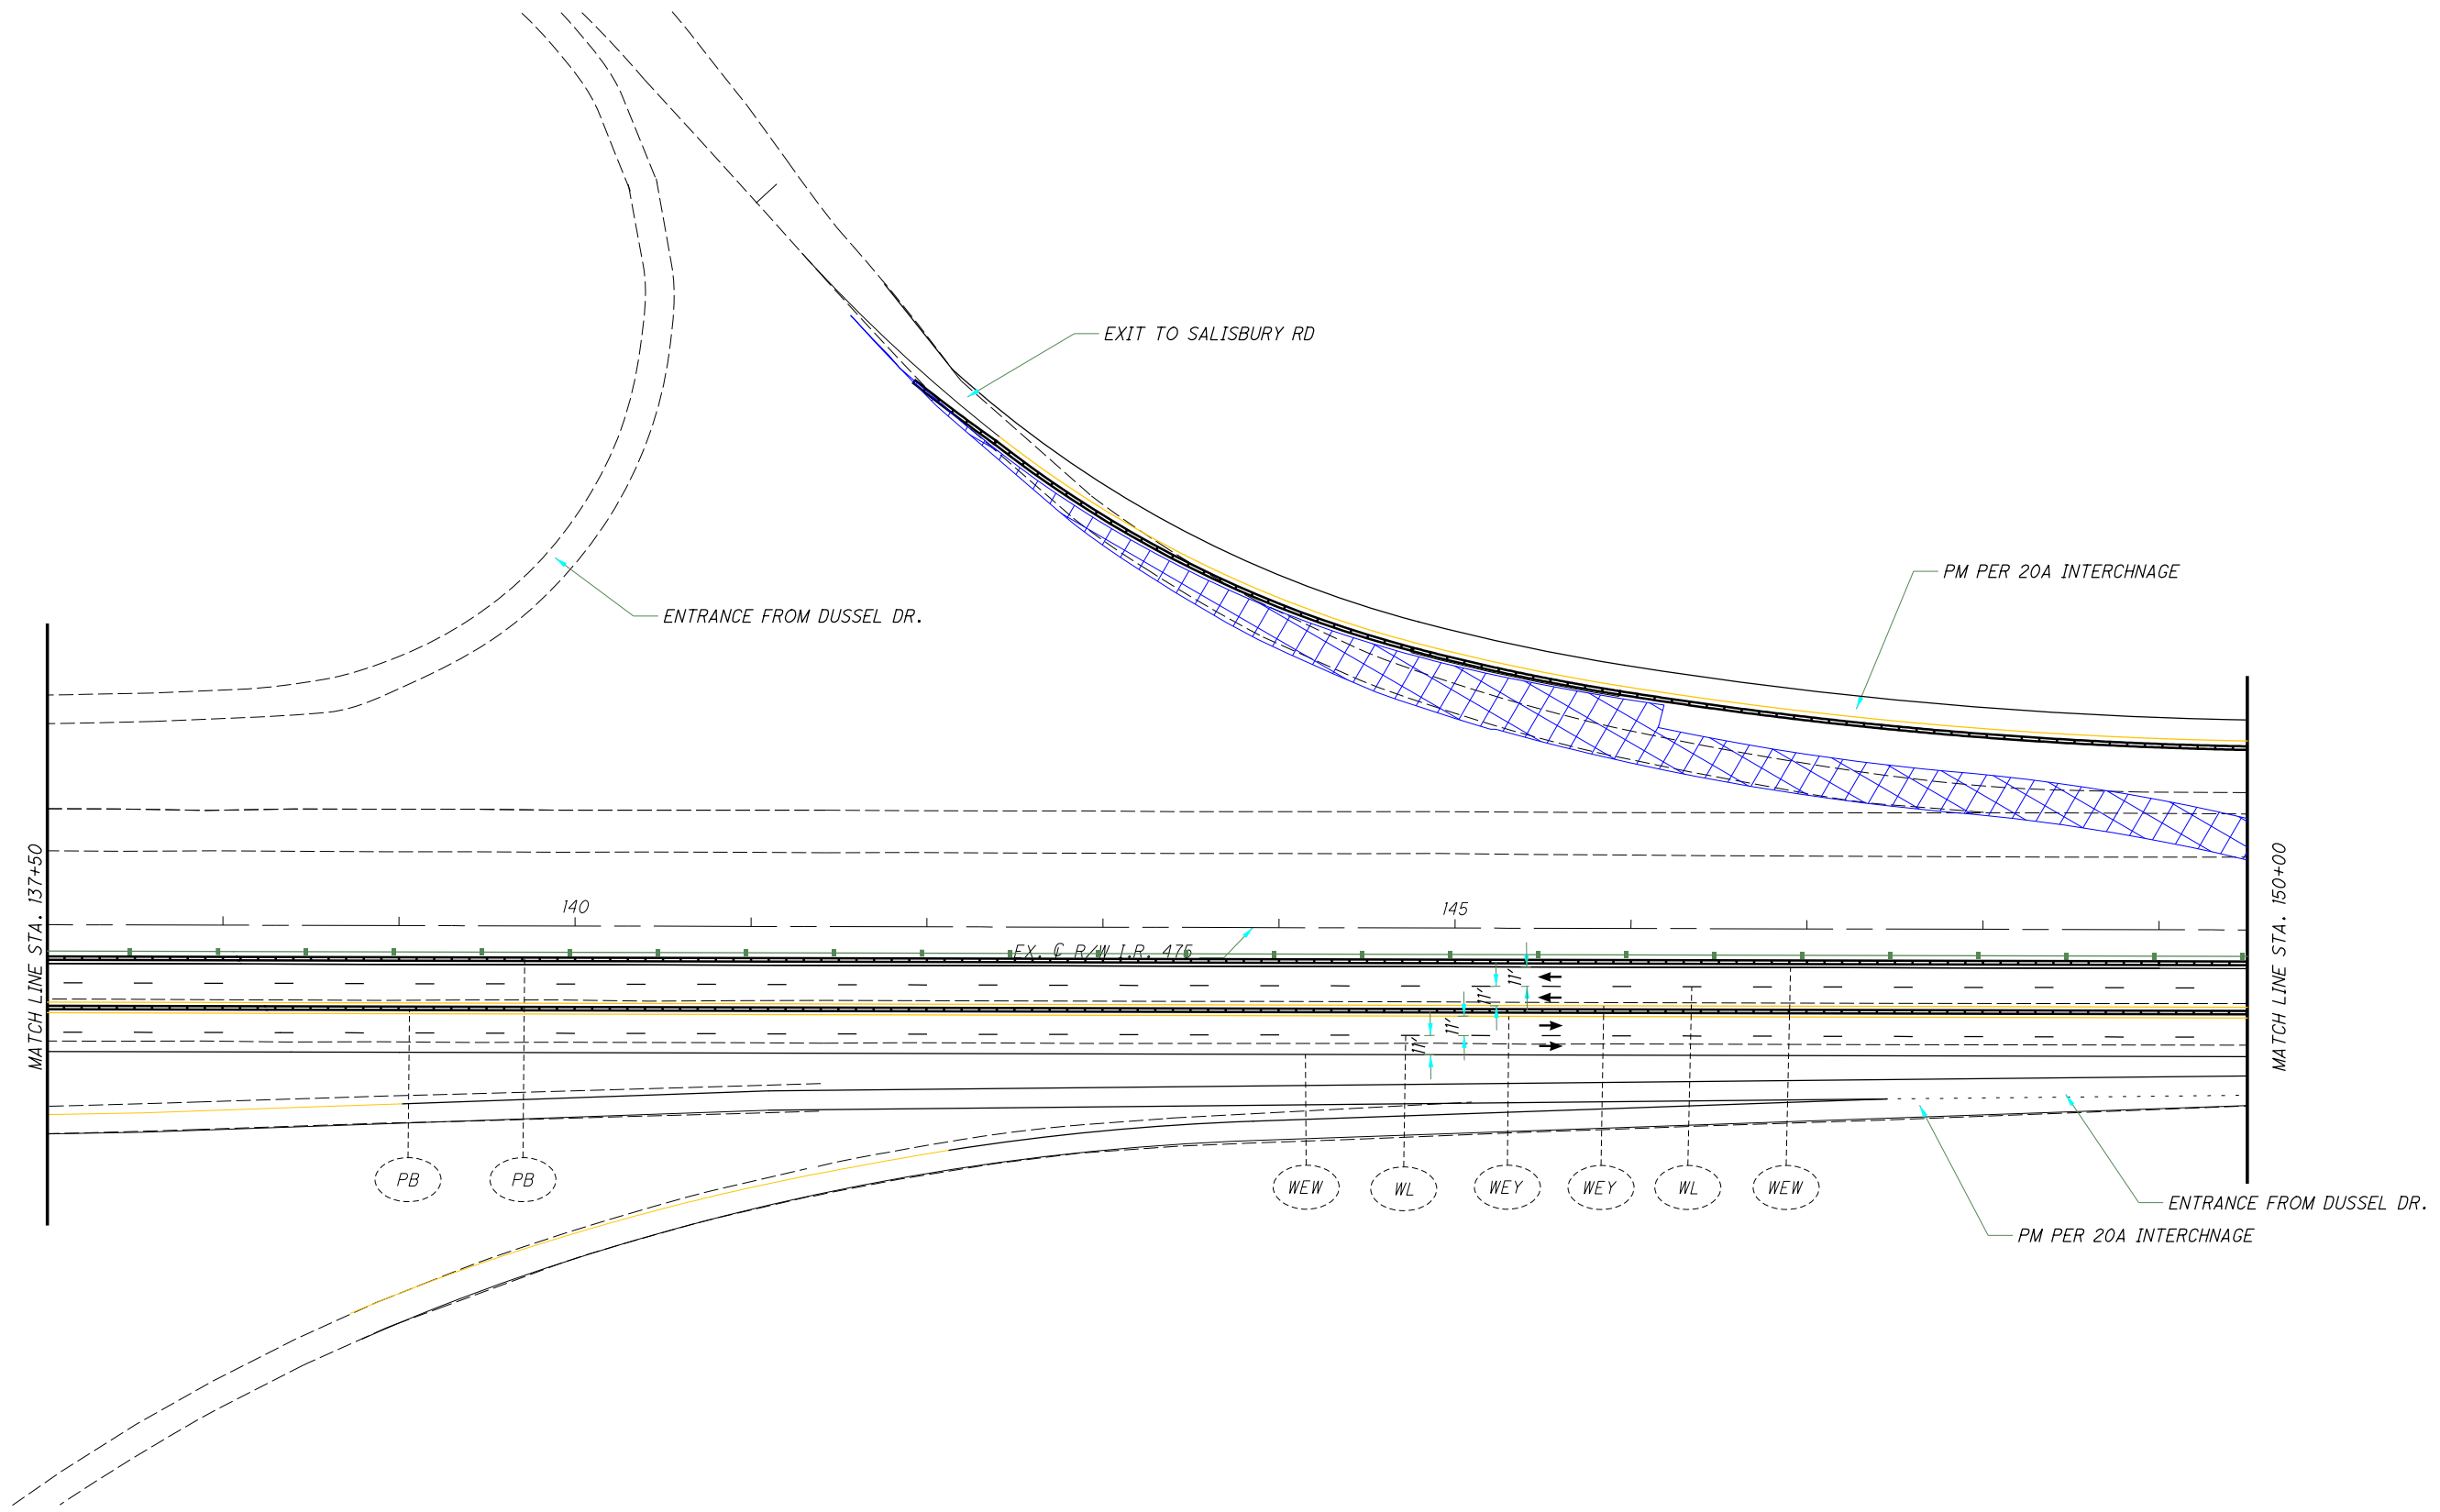 EXIT TO SALISBURY RD
PM PER 20A INTERCHNAGE
ENTRANCE FROM DUSSEL DR.
MATCH LINE STA. 137+50
MATCH LINE STA. 150+00
140
145
EX. ℄ R/W I.R. 475
11'
11'
11'
11'
PB
PB
WEW
WL
WEY
WEY
WL
WEW
ENTRANCE FROM DUSSEL DR.
PM PER 20A INTERCHNAGE